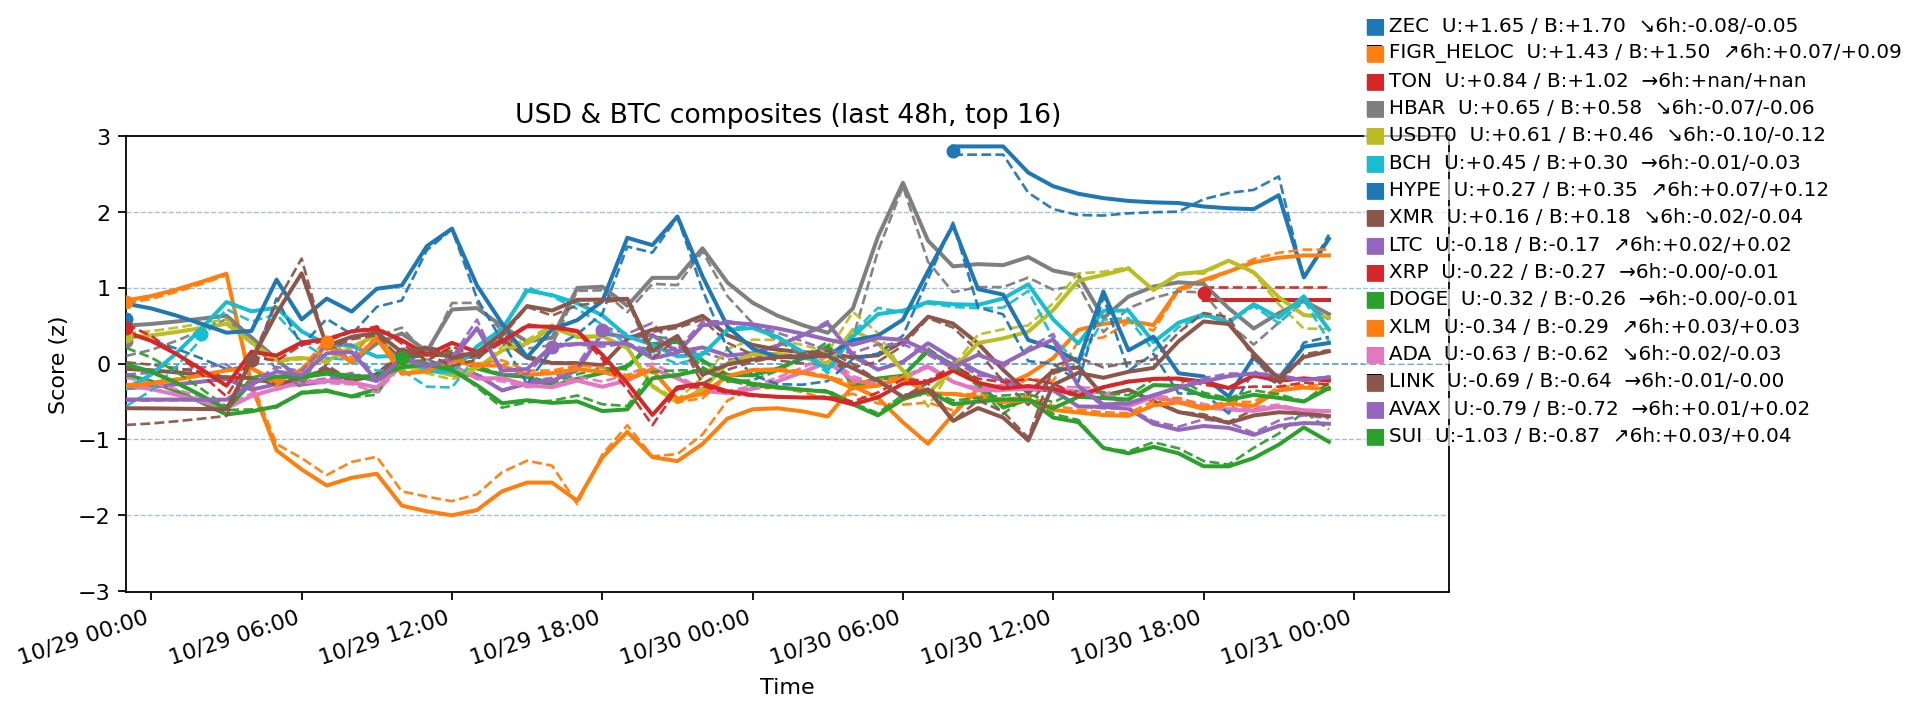 ZEC U:+1.65 / B:+1.70 ↘6h:-0.08/-0.05
FIGR_HELOC U:+1.43 / B:+1.50 ↗6h:+0.07/+0.09
TON U:+0.84 / B:+1.02 →6h:+nan/+nan
HBAR U:+0.65 / B:+0.58 ↘6h:-0.07/-0.06
USDT0 U:+0.61 / B:+0.46 ↘6h:-0.10/-0.12
BCH U:+0.45 / B:+0.30 →6h:-0.01/-0.03
HYPE U:+0.27 / B:+0.35 ↗6h:+0.07/+0.12
XMR U:+0.16 / B:+0.18 ↘6h:-0.02/-0.04
LTC U:-0.18 / B:-0.17 ↗6h:+0.02/+0.02
XRP U:-0.22 / B:-0.27 →6h:-0.00/-0.01
DOGE U:-0.32 / B:-0.26 →6h:-0.00/-0.01
XLM U:-0.34 / B:-0.29 ↗6h:+0.03/+0.03
ADA U:-0.63 / B:-0.62 ↘6h:-0.02/-0.03
LINK U:-0.69 / B:-0.64 →6h:-0.01/-0.00
AVAX U:-0.79 / B:-0.72 →6h:+0.01/+0.02
SUI U:-1.03 / B:-0.87 ↗6h:+0.03/+0.04
USD & BTC composites (last 48h, top 16)
Score (z)
3
2
1
0
−1
−2
−3
10/29 00:00
10/29 06:00
10/29 12:00
10/29 18:00
10/30 00:00
10/30 06:00
10/30 12:00
10/30 18:00
10/31 00:00
Time